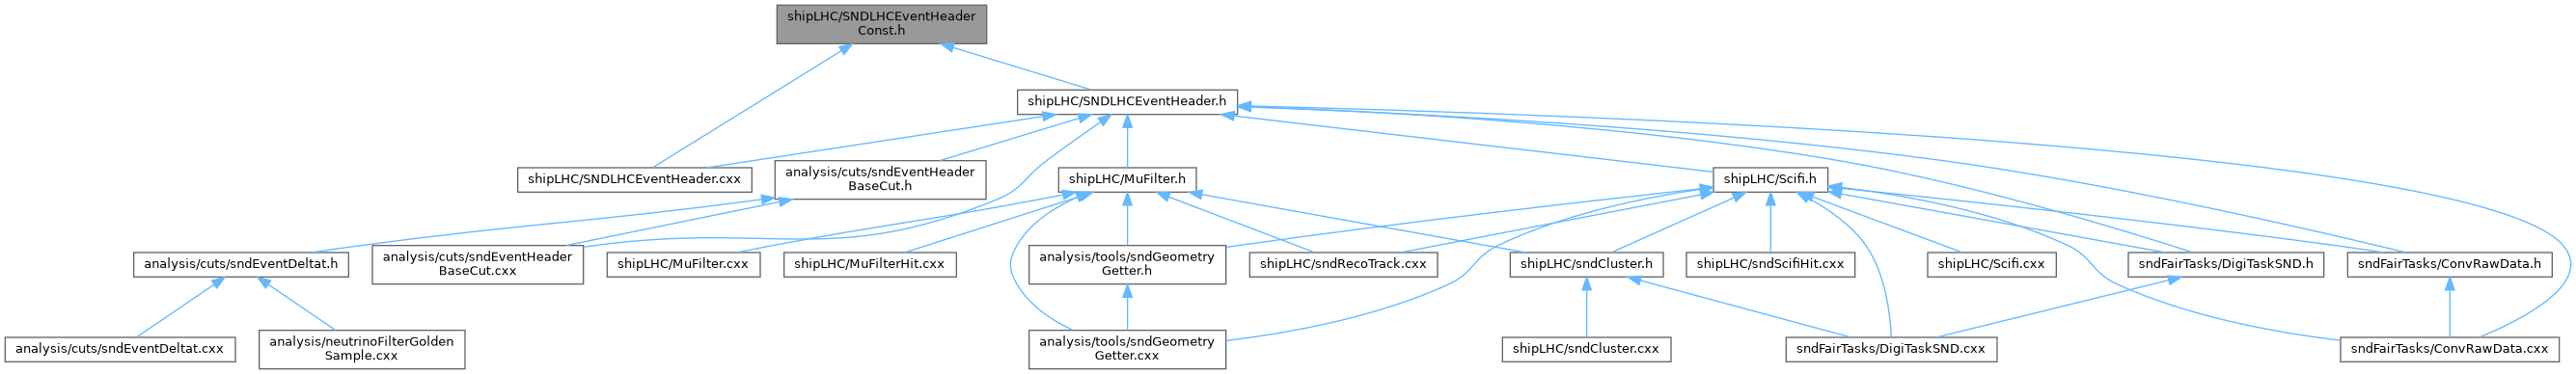 shipLHC/SNDLHCEventHeader
Const.h
shipLHC/SNDLHCEventHeader.h
shipLHC/SNDLHCEventHeader.cxx
analysis/cuts/sndEventHeader
BaseCut.h
shipLHC/MuFilter.h
shipLHC/Scifi.h
analysis/cuts/sndEventDeltat.h
analysis/cuts/sndEventHeader
BaseCut.cxx
shipLHC/MuFilter.cxx
shipLHC/MuFilterHit.cxx
analysis/tools/sndGeometry
Getter.h
shipLHC/sndRecoTrack.cxx
shipLHC/sndCluster.h
shipLHC/sndScifiHit.cxx
shipLHC/Scifi.cxx
sndFairTasks/DigiTaskSND.h
sndFairTasks/ConvRawData.h
analysis/cuts/sndEventDeltat.cxx
analysis/neutrinoFilterGolden
Sample.cxx
analysis/tools/sndGeometry
Getter.cxx
shipLHC/sndCluster.cxx
sndFairTasks/DigiTaskSND.cxx
sndFairTasks/ConvRawData.cxx